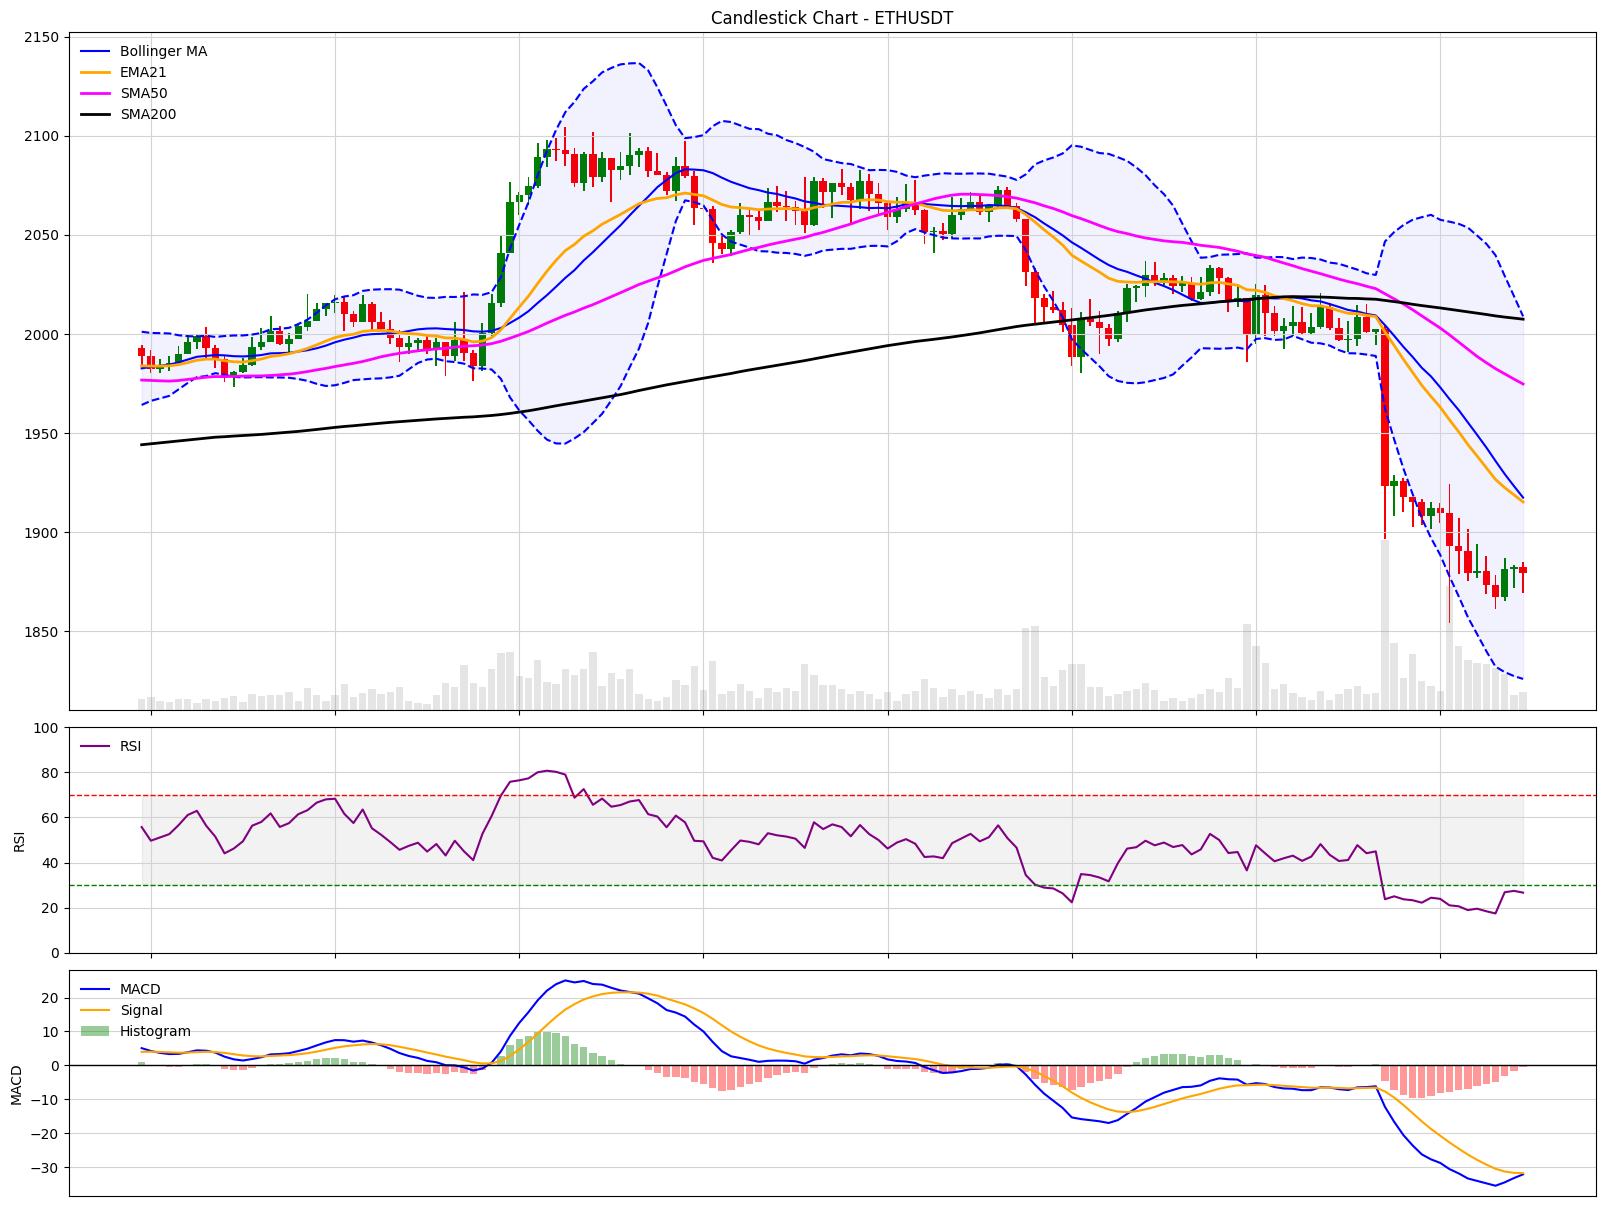 Candlestick Chart - ETHUSDT
2150
Bollinger MA
EMA21
SMA50
SMA200
2100
2050
2000
1950
1900
1850
100
RSI
80
60
RSI
40
20
0
MACD
20
Signal
10
Histogram
0
MACD
−10
−20
−30